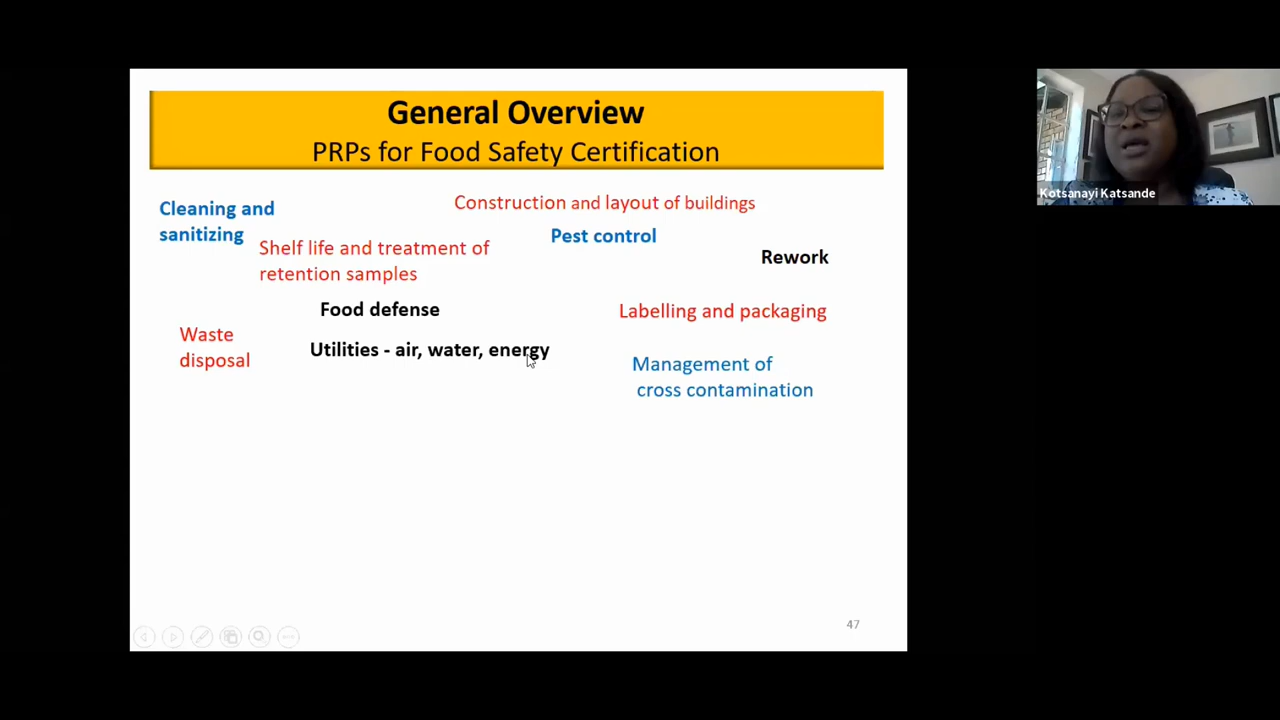 General Overview
PRPs for Food Safety Certification
Kotsanayi Katsande
Cleaning and
sanitizing
Construction and layout of buildings
Pest control
Shelf life and treatment of
retention samples
Rework
Food defense
Labelling and packaging
Waste
disposal
Utilities - air, water, energy
Management of
cross contamination
47